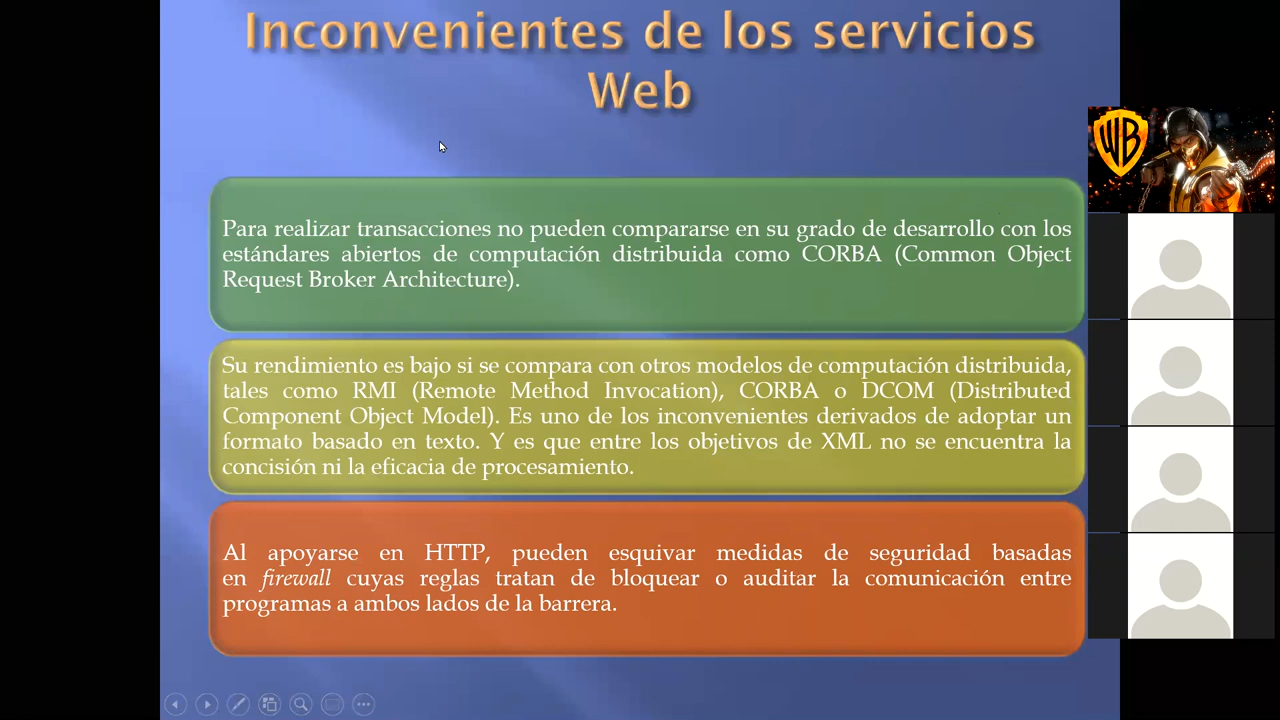 Inconvenientes de los servicios
Web
Para realizar transacciones no pueden compararse en su grado de desarrollo con los
estándares abiertos de computación distribuida como CORBA (Common Object
Request Broker Architecture).
Su rendimiento es bajo si se compara con otros modelos de computación distribuida,
tales como RMI (Remote Method Invocation), CORBA o DCOM (Distributed
Component Object Model). Es uno de los inconvenientes derivados de adoptar un
formato basado en texto. Y es que entre los objetivos de XML no se encuentra la
concisión ni la eficacia de procesamiento.
Al apoyarse en HTTP, pueden esquivar medidas de seguridad basadas
en firewall cuyas reglas tratan de bloquear o auditar la comunicación entre
programas a ambos lados de la barrera.
WB